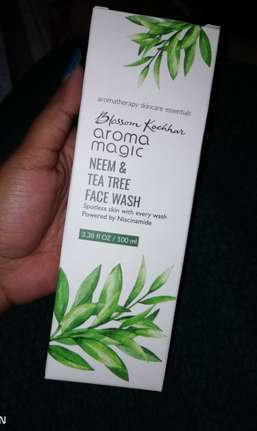 aromatherapy skincare essentials
Blossom Kochhar
aroma
magic
NEEM &
TEA TREE
FACE WASH
Spotless skin with every wash
Powered by Niacinamide
3.38 fl OZ / 100 ml